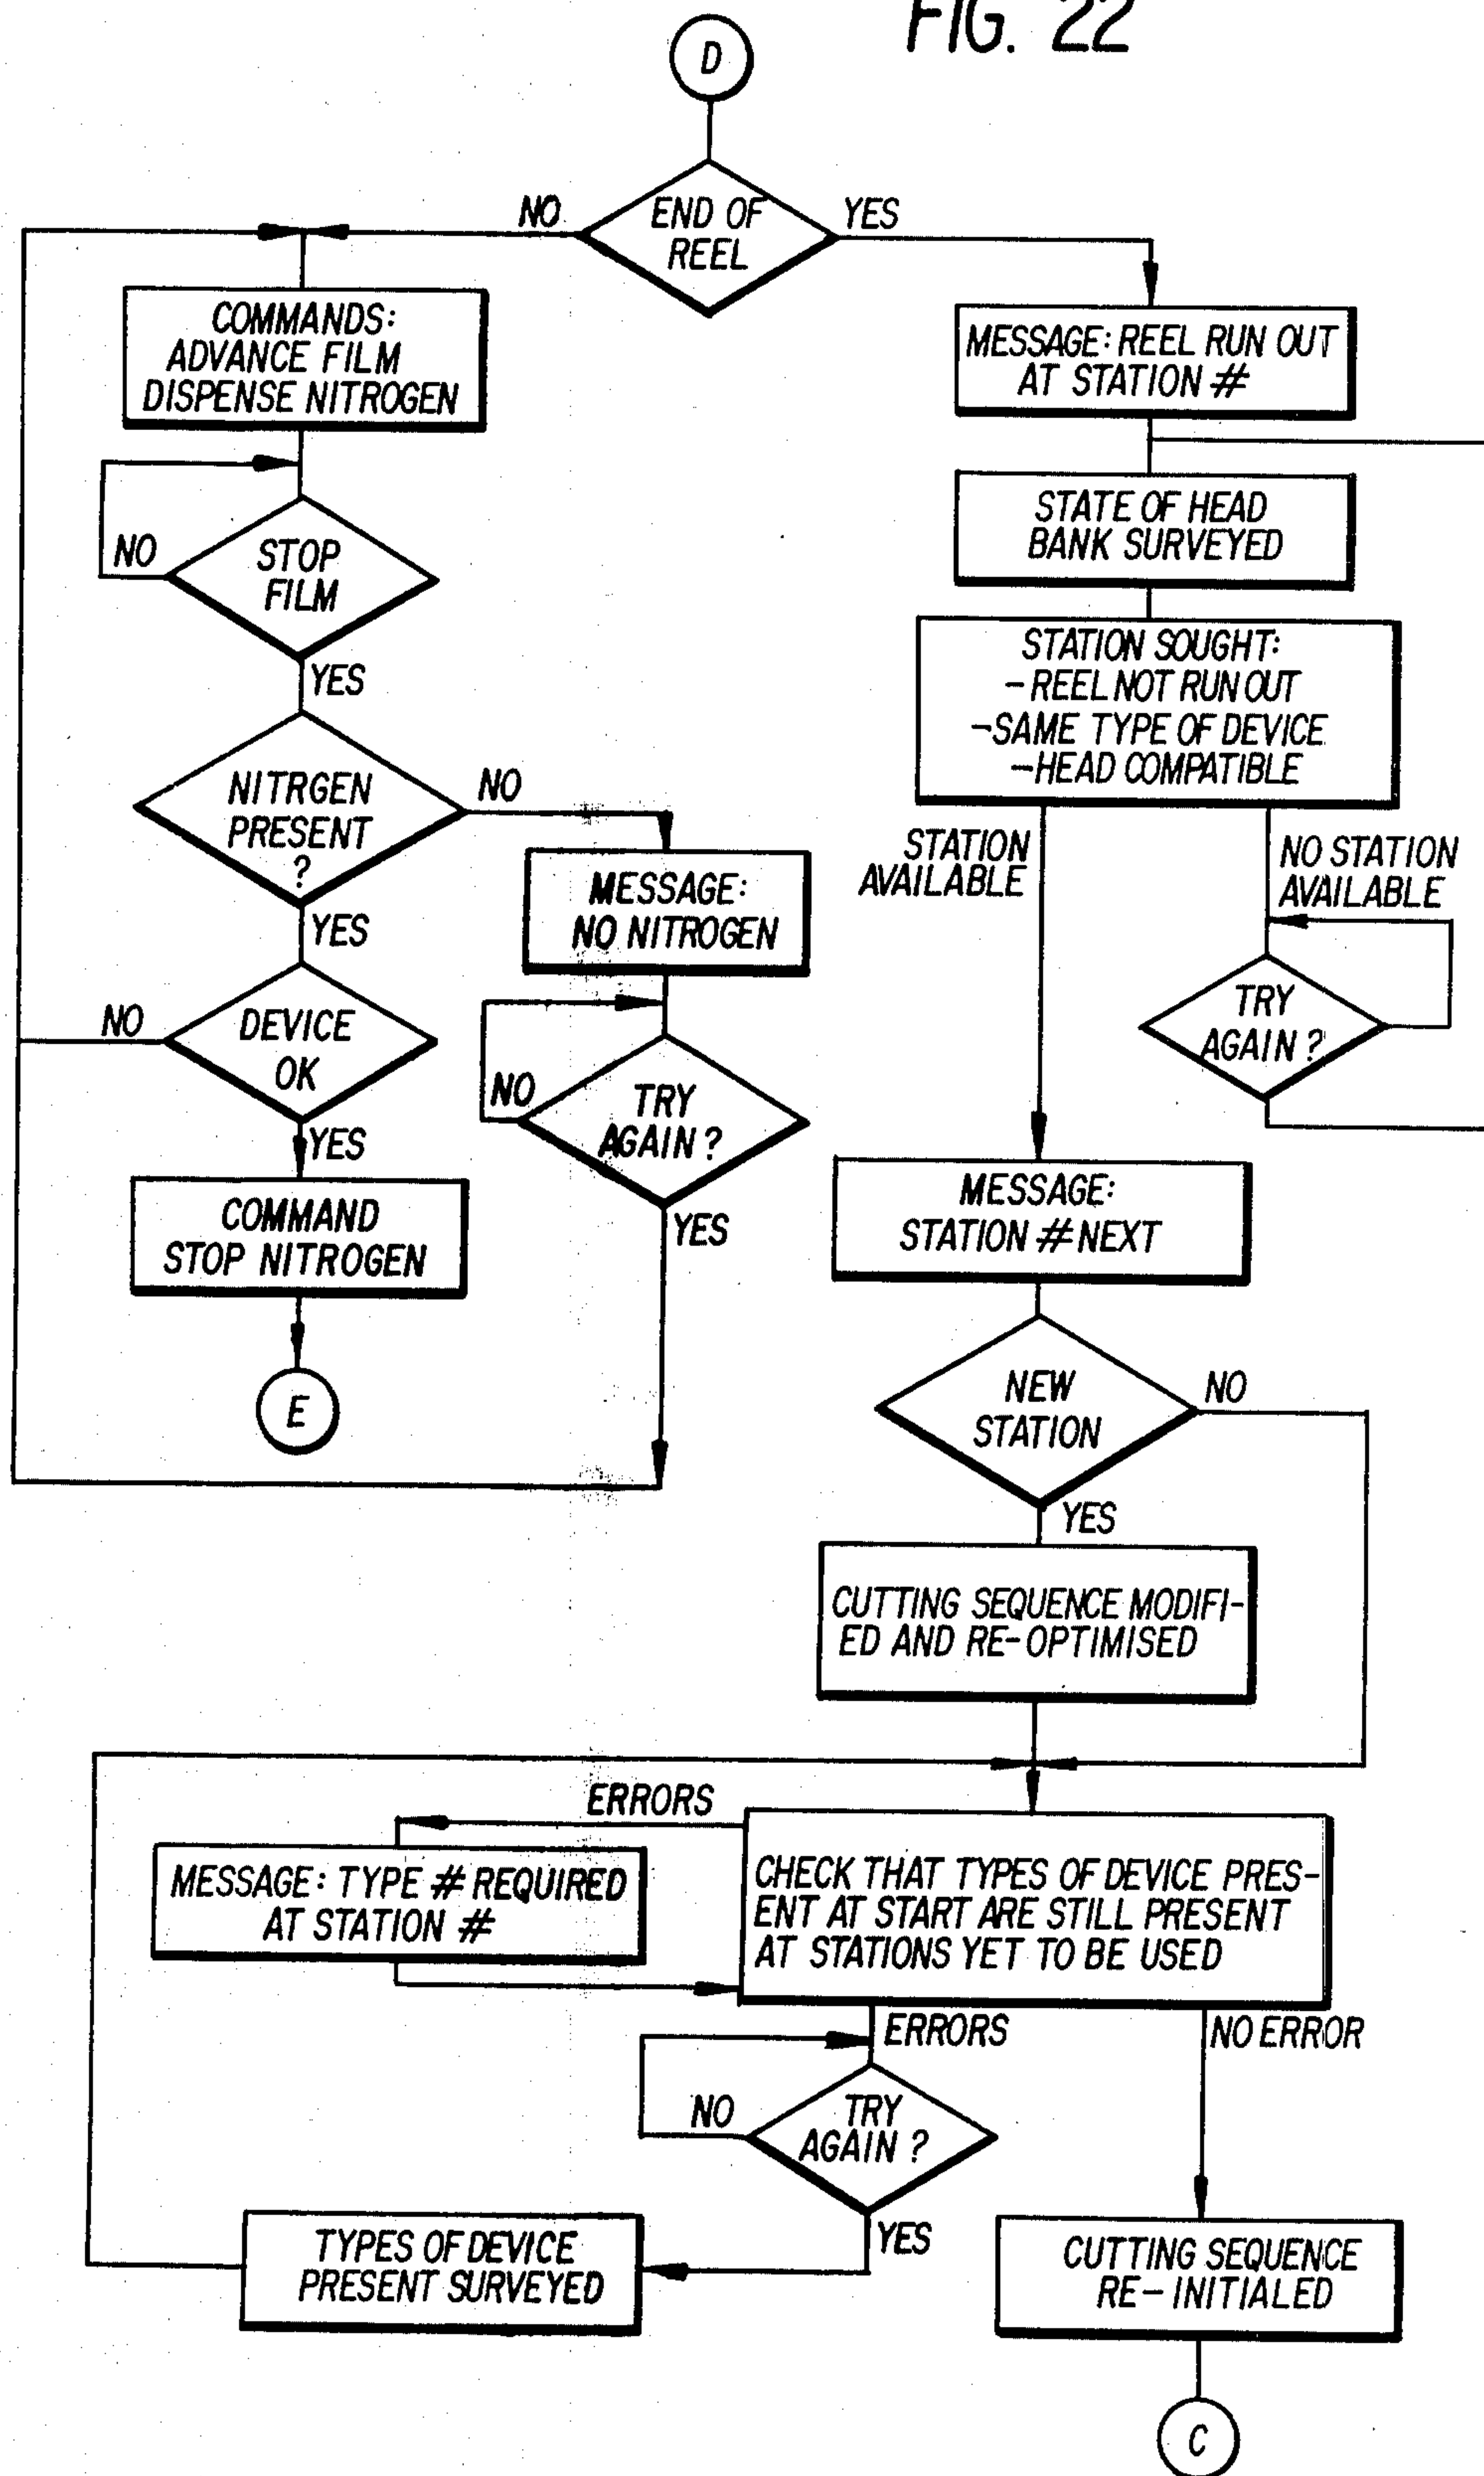 FIG. 22
D
END OF
REEL
NO
YES
COMMANDS:
ADVANCE FILM
DISPENSE NITROGEN
NO
STOP
FILM
YES
NITRGEN
PRESENT
?
NO
YES
MESSAGE:
NO NITROGEN
NO
DEVICE
OK
YES
NO
TRY
AGAIN ?
YES
COMMAND
STOP NITROGEN
E
MESSAGE: REEL RUN OUT
AT STATION #
STATE OF HEAD
BANK SURVEYED
STATION SOUGHT:
- REEL NOT RUN OUT
-SAME TYPE OF DEVICE
-HEAD COMPATIBLE
STATION
AVAILABLE
NO STATION
AVAILABLE
TRY
AGAIN ?
MESSAGE:
STATION # NEXT
NEW
STATION
NO
YES
CUTTING SEQUENCE MODIFI-
ED AND RE-OPTIMISED
ERRORS
MESSAGE: TYPE # REQUIRED
AT STATION #
CHECK THAT TYPES OF DEVICE PRES-
ENT AT START ARE STILL PRESENT
AT STATIONS YET TO BE USED
ERRORS
NO ERROR
NO
TRY
AGAIN ?
YES
TYPES OF DEVICE
PRESENT SURVEYED
CUTTING SEQUENCE
RE-INITIALED
C